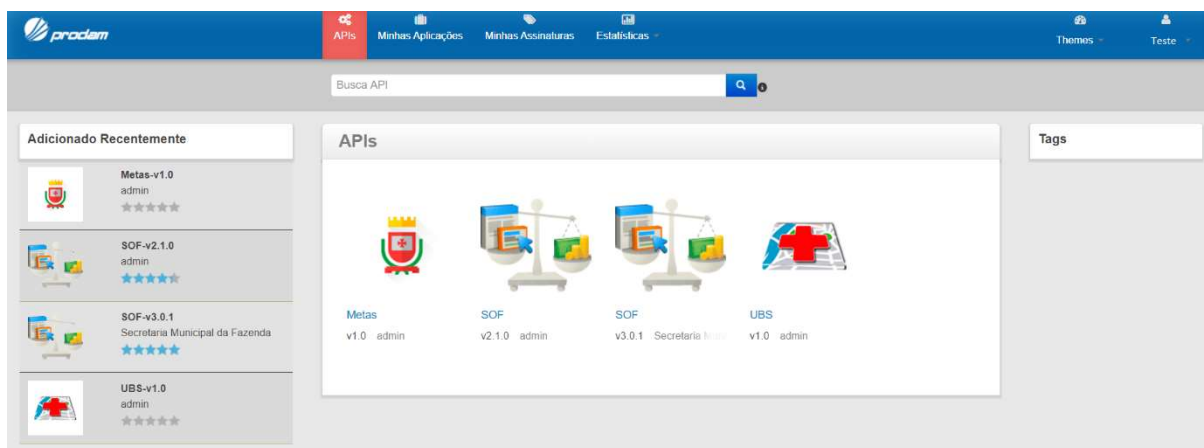 prodam
APIs
Minhas Aplicações
Minhas Assinaturas
Estatísticas
Themes
Teste
Busca API
Adicionado Recentemente
Metas-v1.0
admin
SOF-v2.1.0
admin
SOF-v3.0.1
Secretaria Municipal da Fazenda
UBS-v1.0
admin
APIs
Metas
v1.0 admin
SOF
v2.1.0 admin
SOF
v3.0.1 Secretaria
UBS
v1.0 admin
Tags